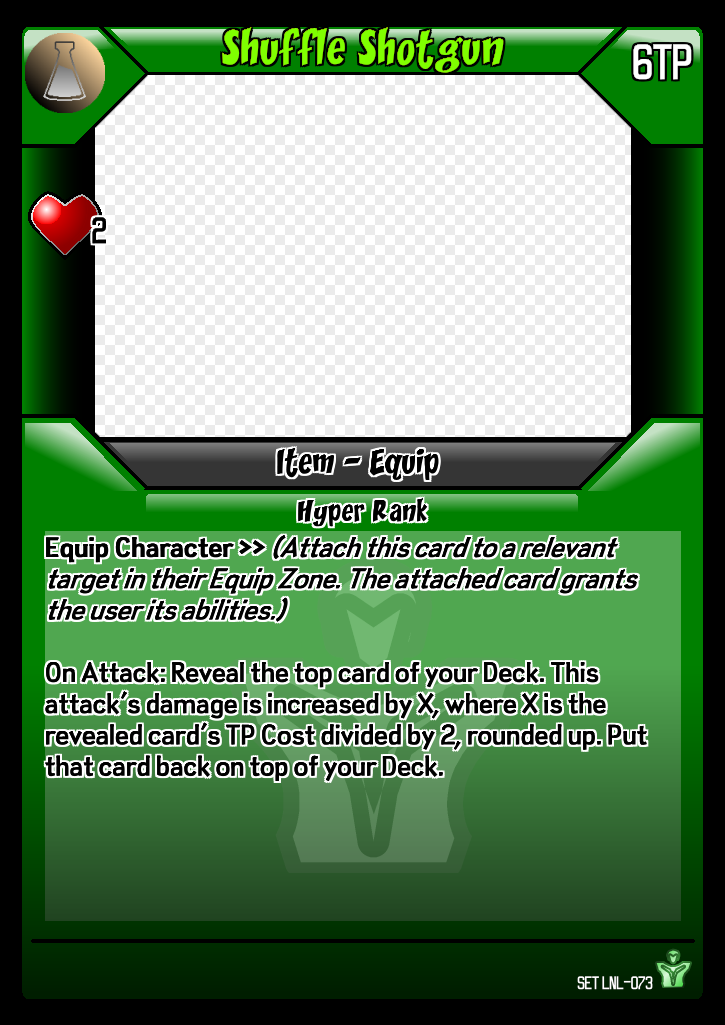 Shuffle Shotgun
6TP
2
Item - Equip
Hyper Rank
Equip Character >> (Attach this card to a relevant
target in their Equip Zone. The attached card grants
the user its abilities.)
On Attack: Reveal the top card of your Deck. This
attack's damage is increased by X, where X is the
revealed card's TP Cost divided by 2, rounded up. Put
that card back on top of your Deck.
SET LNL-073